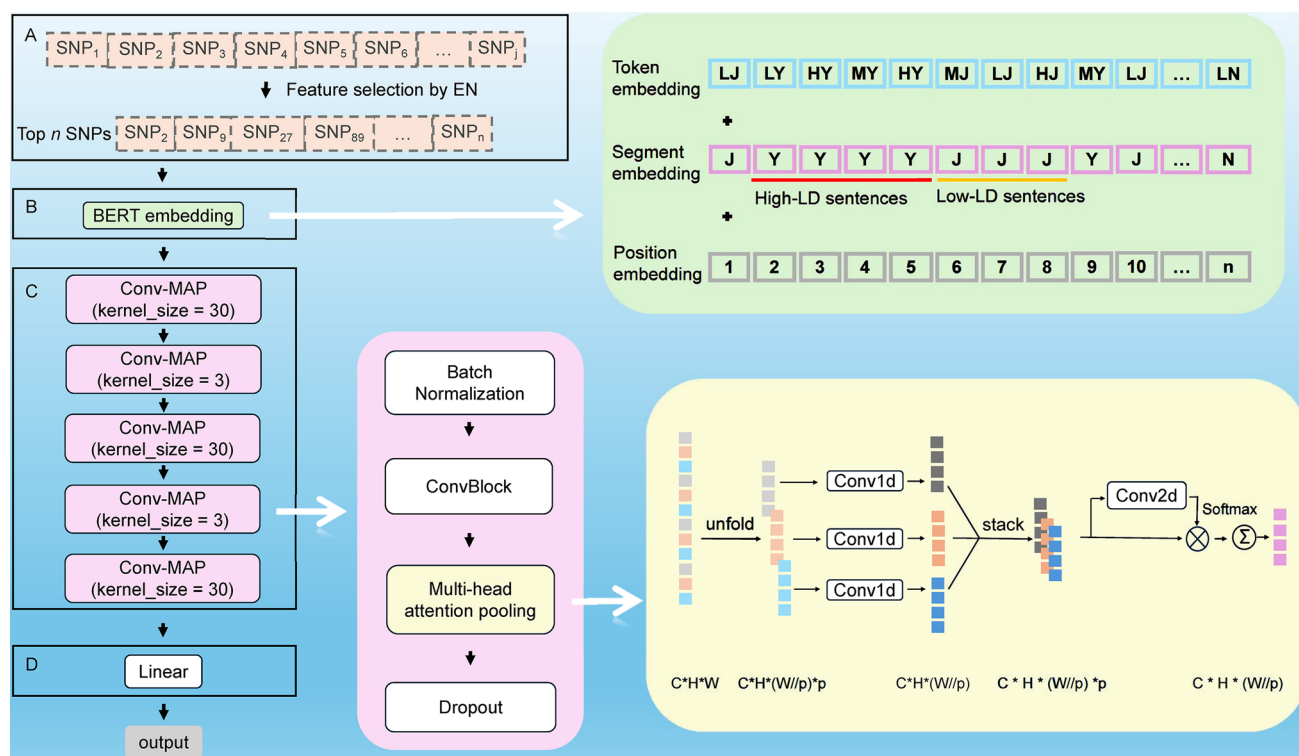 A
SNP1 SNP2 SNP3 SNP4 SNP5 SNP6 ... SNPj
Feature selection by EN
Top n SNPs SNP2 SNP9 SNP27 SNP89 ... SNPn
B
BERT embedding
C
Conv-MAP
(kernel_size = 30)
Conv-MAP
(kernel_size = 3)
Conv-MAP
(kernel_size = 30)
Conv-MAP
(kernel_size = 3)
Conv-MAP
(kernel_size = 30)
D
Linear
output
Token
embedding
LJ LY HY MY HY MJ LJ HJ MY LJ ... LN
+
Segment
embedding
J Y Y Y Y J J J Y J ... N
High-LD sentences
Low-LD sentences
+
Position
embedding
1 2 3 4 5 6 7 8 9 10 ... n
Batch
Normalization
ConvBlock
Multi-head
attention pooling
Dropout
unfold
Conv1d
Conv1d
Conv1d
stack
Conv2d
Softmax
Σ
C*H*W
C*H*(W//p)*p
C*H*(W//p)
C * H * (W//p) *p
C * H * (W//p)